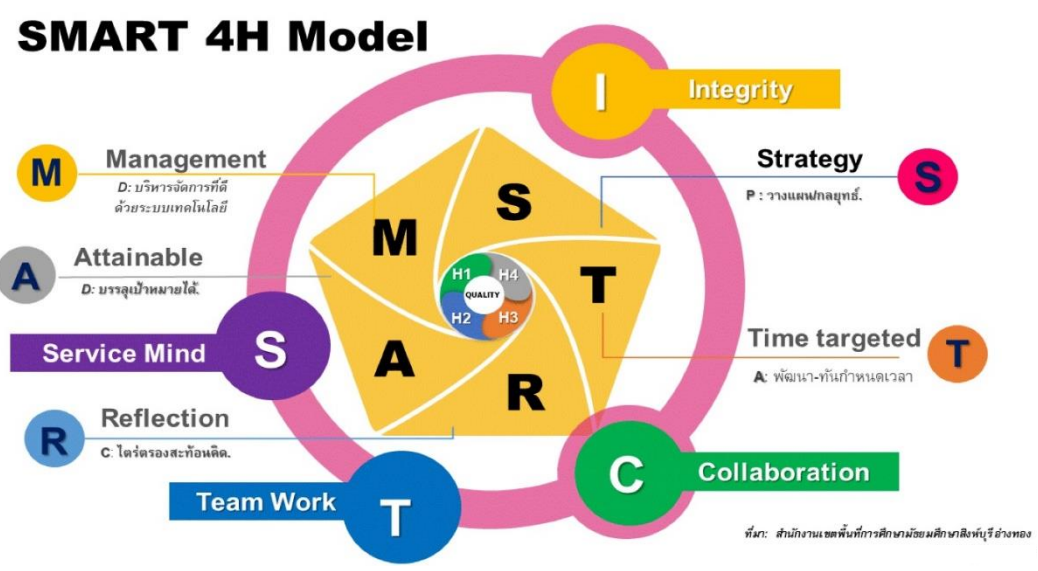 SMART 4H Model
I
Integrity
M
Management
D: บริหารจัดการที่ดี
ด้วยระบบเทคโนโลยี
Strategy
S
P : วางแผน/กลยุทธ์.
A
Attainable
D: บรรลุเป้าหมายได้.
S
M
T
A
R
H1
H4
QUALITY
H2
H3
Service Mind
S
Time targeted
T
A: พัฒนา-ทันกำหนดเวลา
R
Reflection
C: ไตร่ตรองสะท้อนคิด.
C
Collaboration
Team Work
T
ที่มา: สำนักงานเขตพื้นที่การศึกษามัธยมศึกษาสิงห์บุรี อ่างทอง